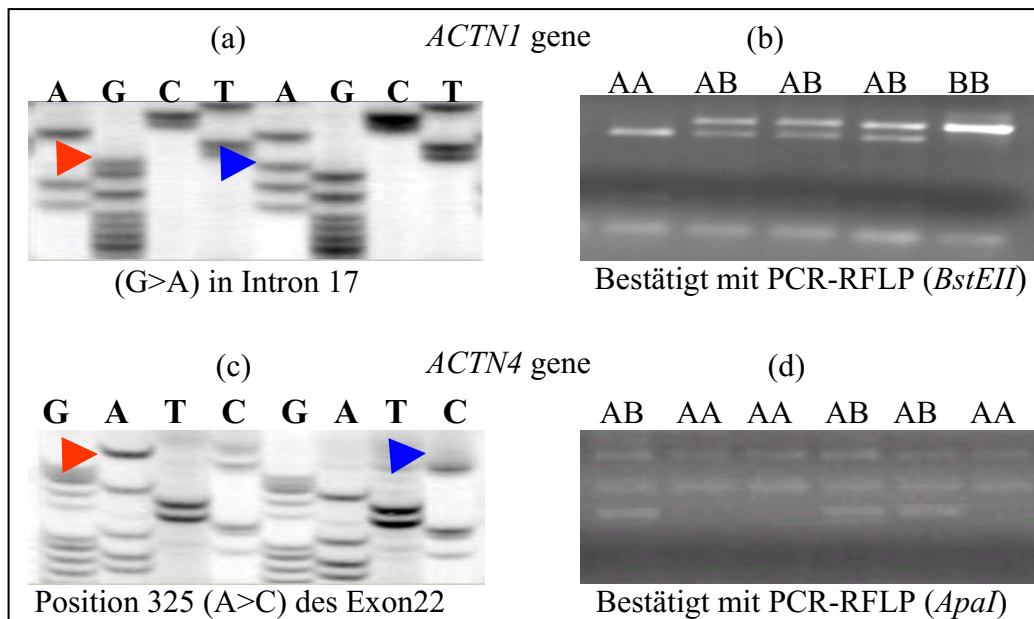 (a) ACTN1 gene (b)
A G C T A G C T
AA AB AB AB BB
(G>A) in Intron 17
Bestätigt mit PCR-RFLP (BstEII)
(c) ACTN4 gene (d)
G A T C G A T C
AB AA AA AB AB AA
Position 325 (A>C) des Exon22
Bestätigt mit PCR-RFLP (ApaI)